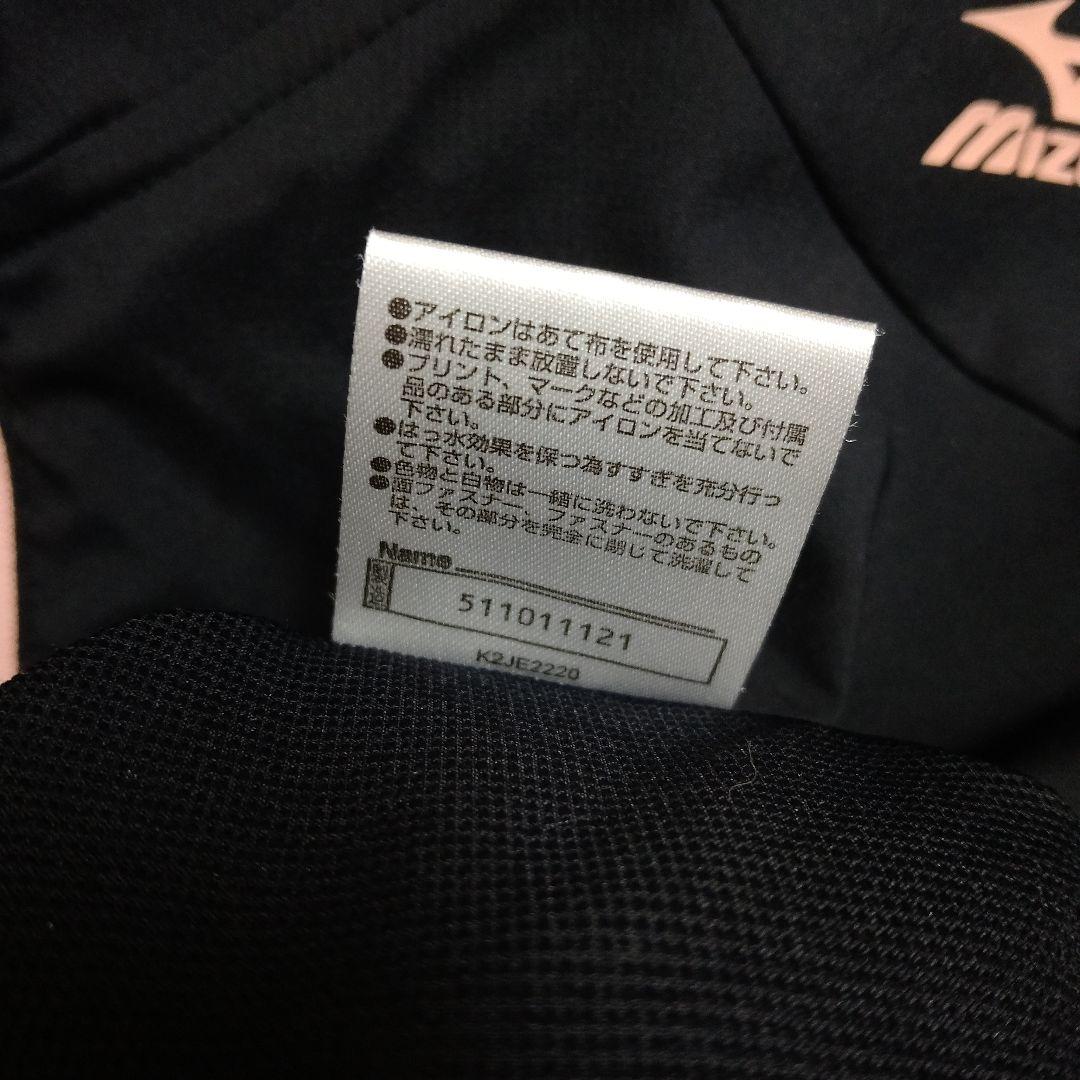 Mizu
●アイロンはあて布を使用して下さい。
●濡れたまま放置しないで下さい。
●プリント、マークなどの加工及び付属
品のある部分にアイロンを当てないで
下さい。
●はっ水効果を保つ為すすぎを充分行っ
て下さい。
●色物と白物は一緒に洗わないで下さい。
●面ファスナー、ファスナーのあるもの
は、その部分を完全に閉じて洗濯して
下さい。
Name
製造
511011121
K2JE2220